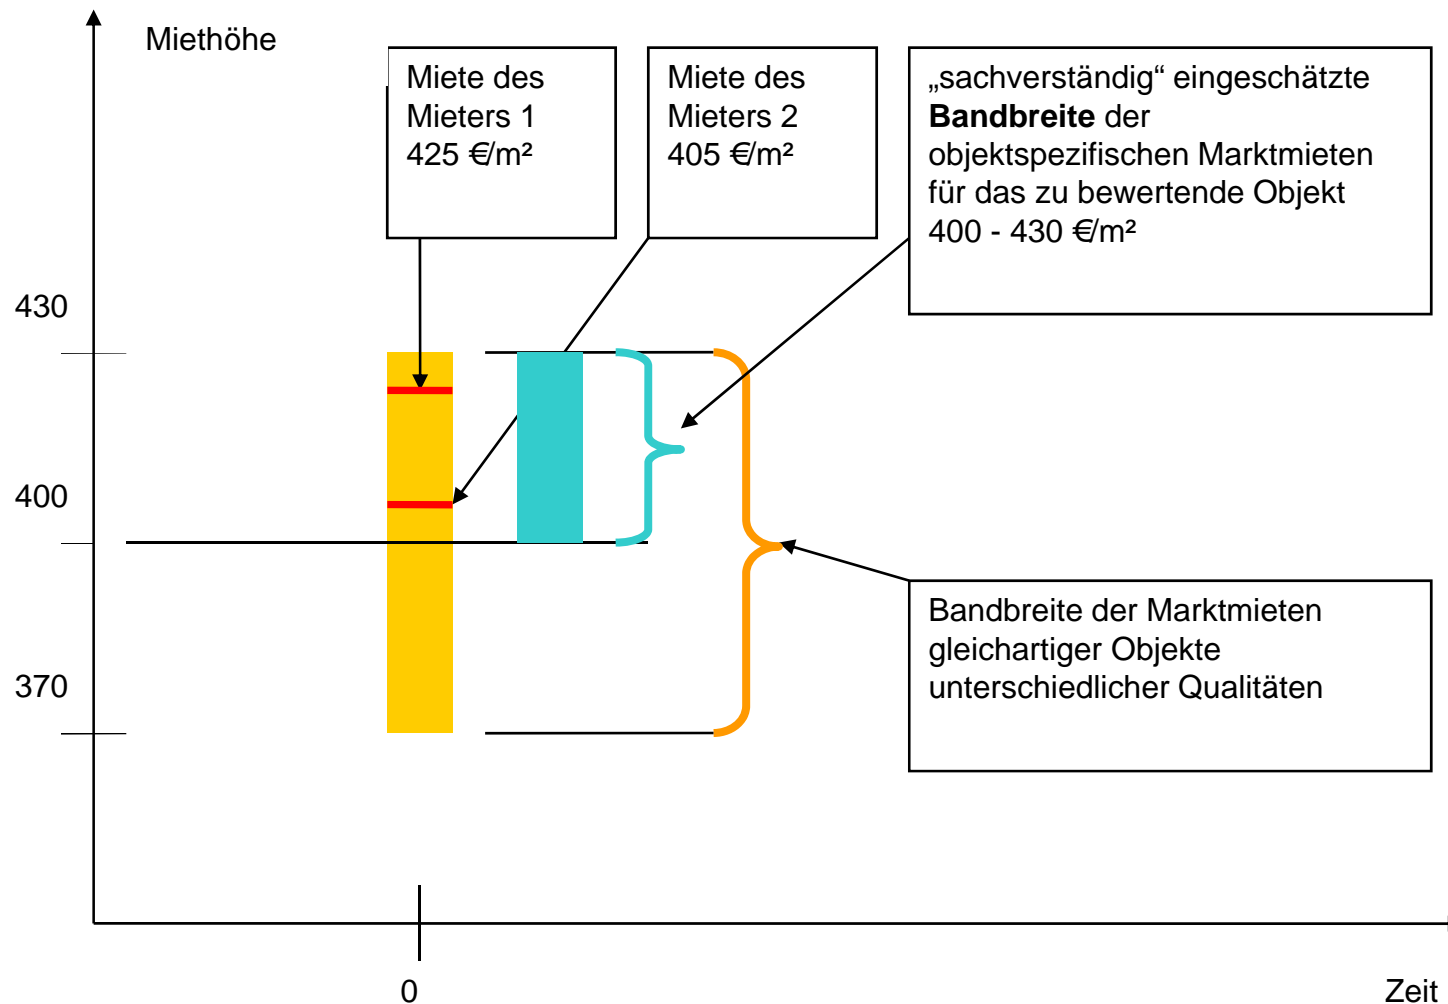 Miethöhe
Miete des
Mieters 1
425 €/m²
Miete des
Mieters 2
405 €/m²
„sachverständig“ eingeschätzte
Bandbreite der
objektspezifischen Marktmieten
für das zu bewertende Objekt
400 - 430 €/m²
430
400
370
Bandbreite der Marktmieten
gleichartiger Objekte
unterschiedlicher Qualitäten
0
Zeit